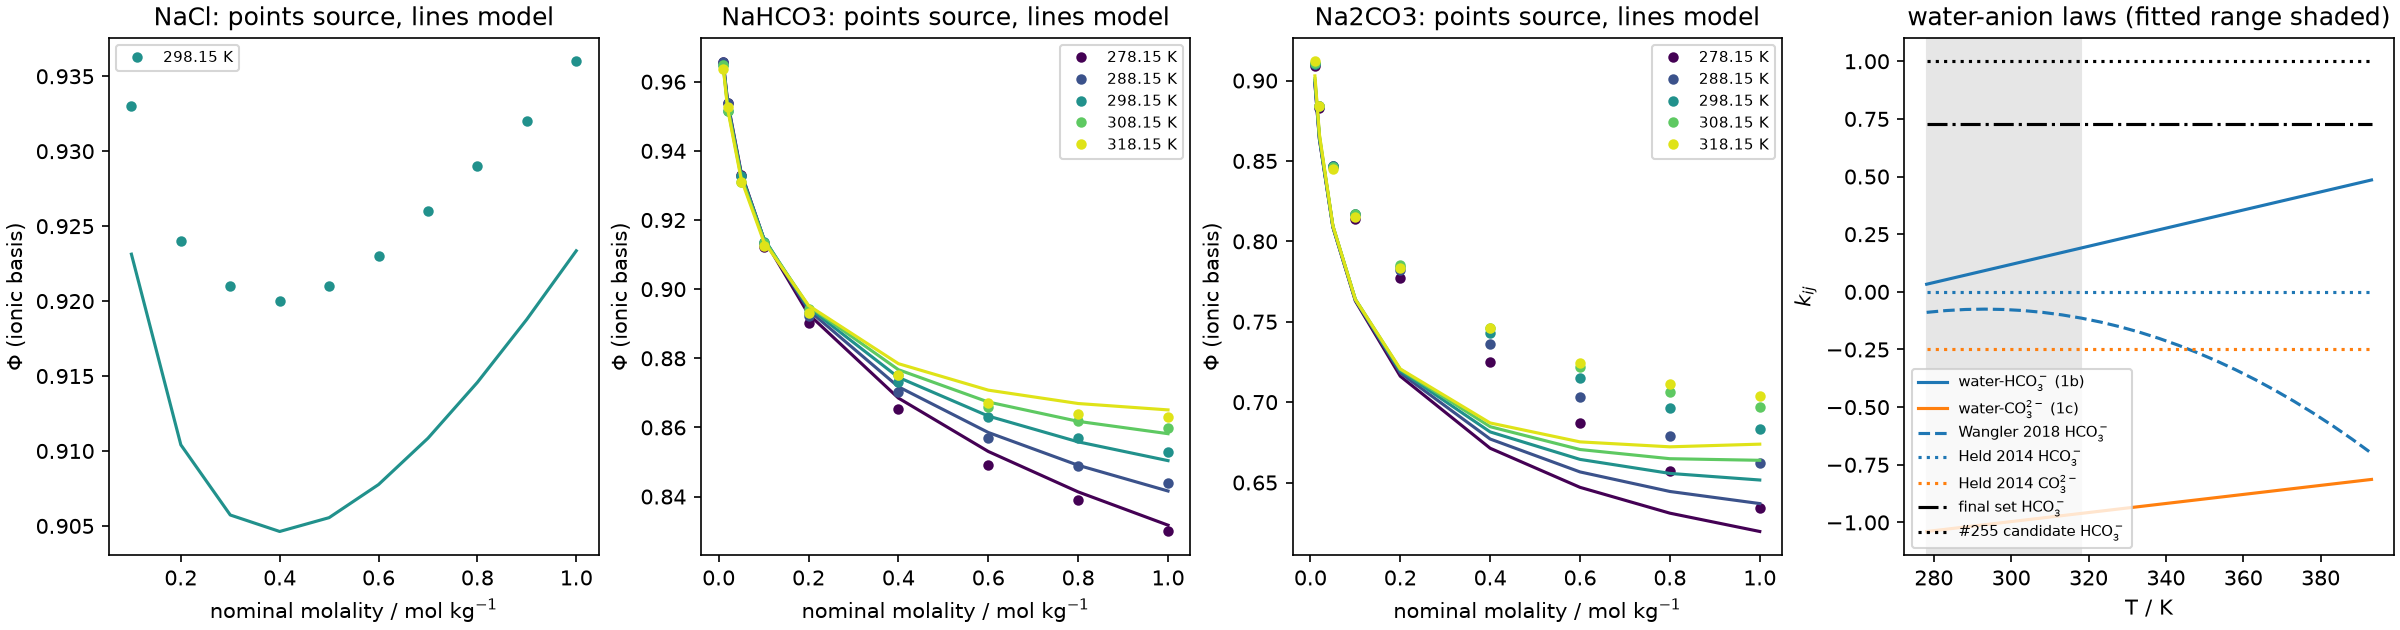 NaCl: points source, lines model
298.15 K
0.935
0.930
0.925
0.920
0.915
0.910
0.905
Φ (ionic basis)
0.2 0.4 0.6 0.8 1.0
nominal molality / mol kg⁻¹
NaHCO3: points source, lines model
278.15 K
288.15 K
298.15 K
308.15 K
318.15 K
0.96
0.94
0.92
0.90
0.88
0.86
0.84
Φ (ionic basis)
0.0 0.2 0.4 0.6 0.8 1.0
nominal molality / mol kg⁻¹
Na2CO3: points source, lines model
278.15 K
288.15 K
298.15 K
308.15 K
318.15 K
0.90
0.85
0.80
0.75
0.70
0.65
Φ (ionic basis)
0.0 0.2 0.4 0.6 0.8 1.0
nominal molality / mol kg⁻¹
water-anion laws (fitted range shaded)
1.00
0.75
0.50
0.25
0.00
−0.25
−0.50
−0.75
−1.00
kᵢⱼ
water-HCO₃⁻ (1b)
water-CO₃²⁻ (1c)
Wangler 2018 HCO₃⁻
Held 2014 HCO₃⁻
Held 2014 CO₃²⁻
final set HCO₃⁻
#255 candidate HCO₃⁻
280 300 320 340 360 380
T / K